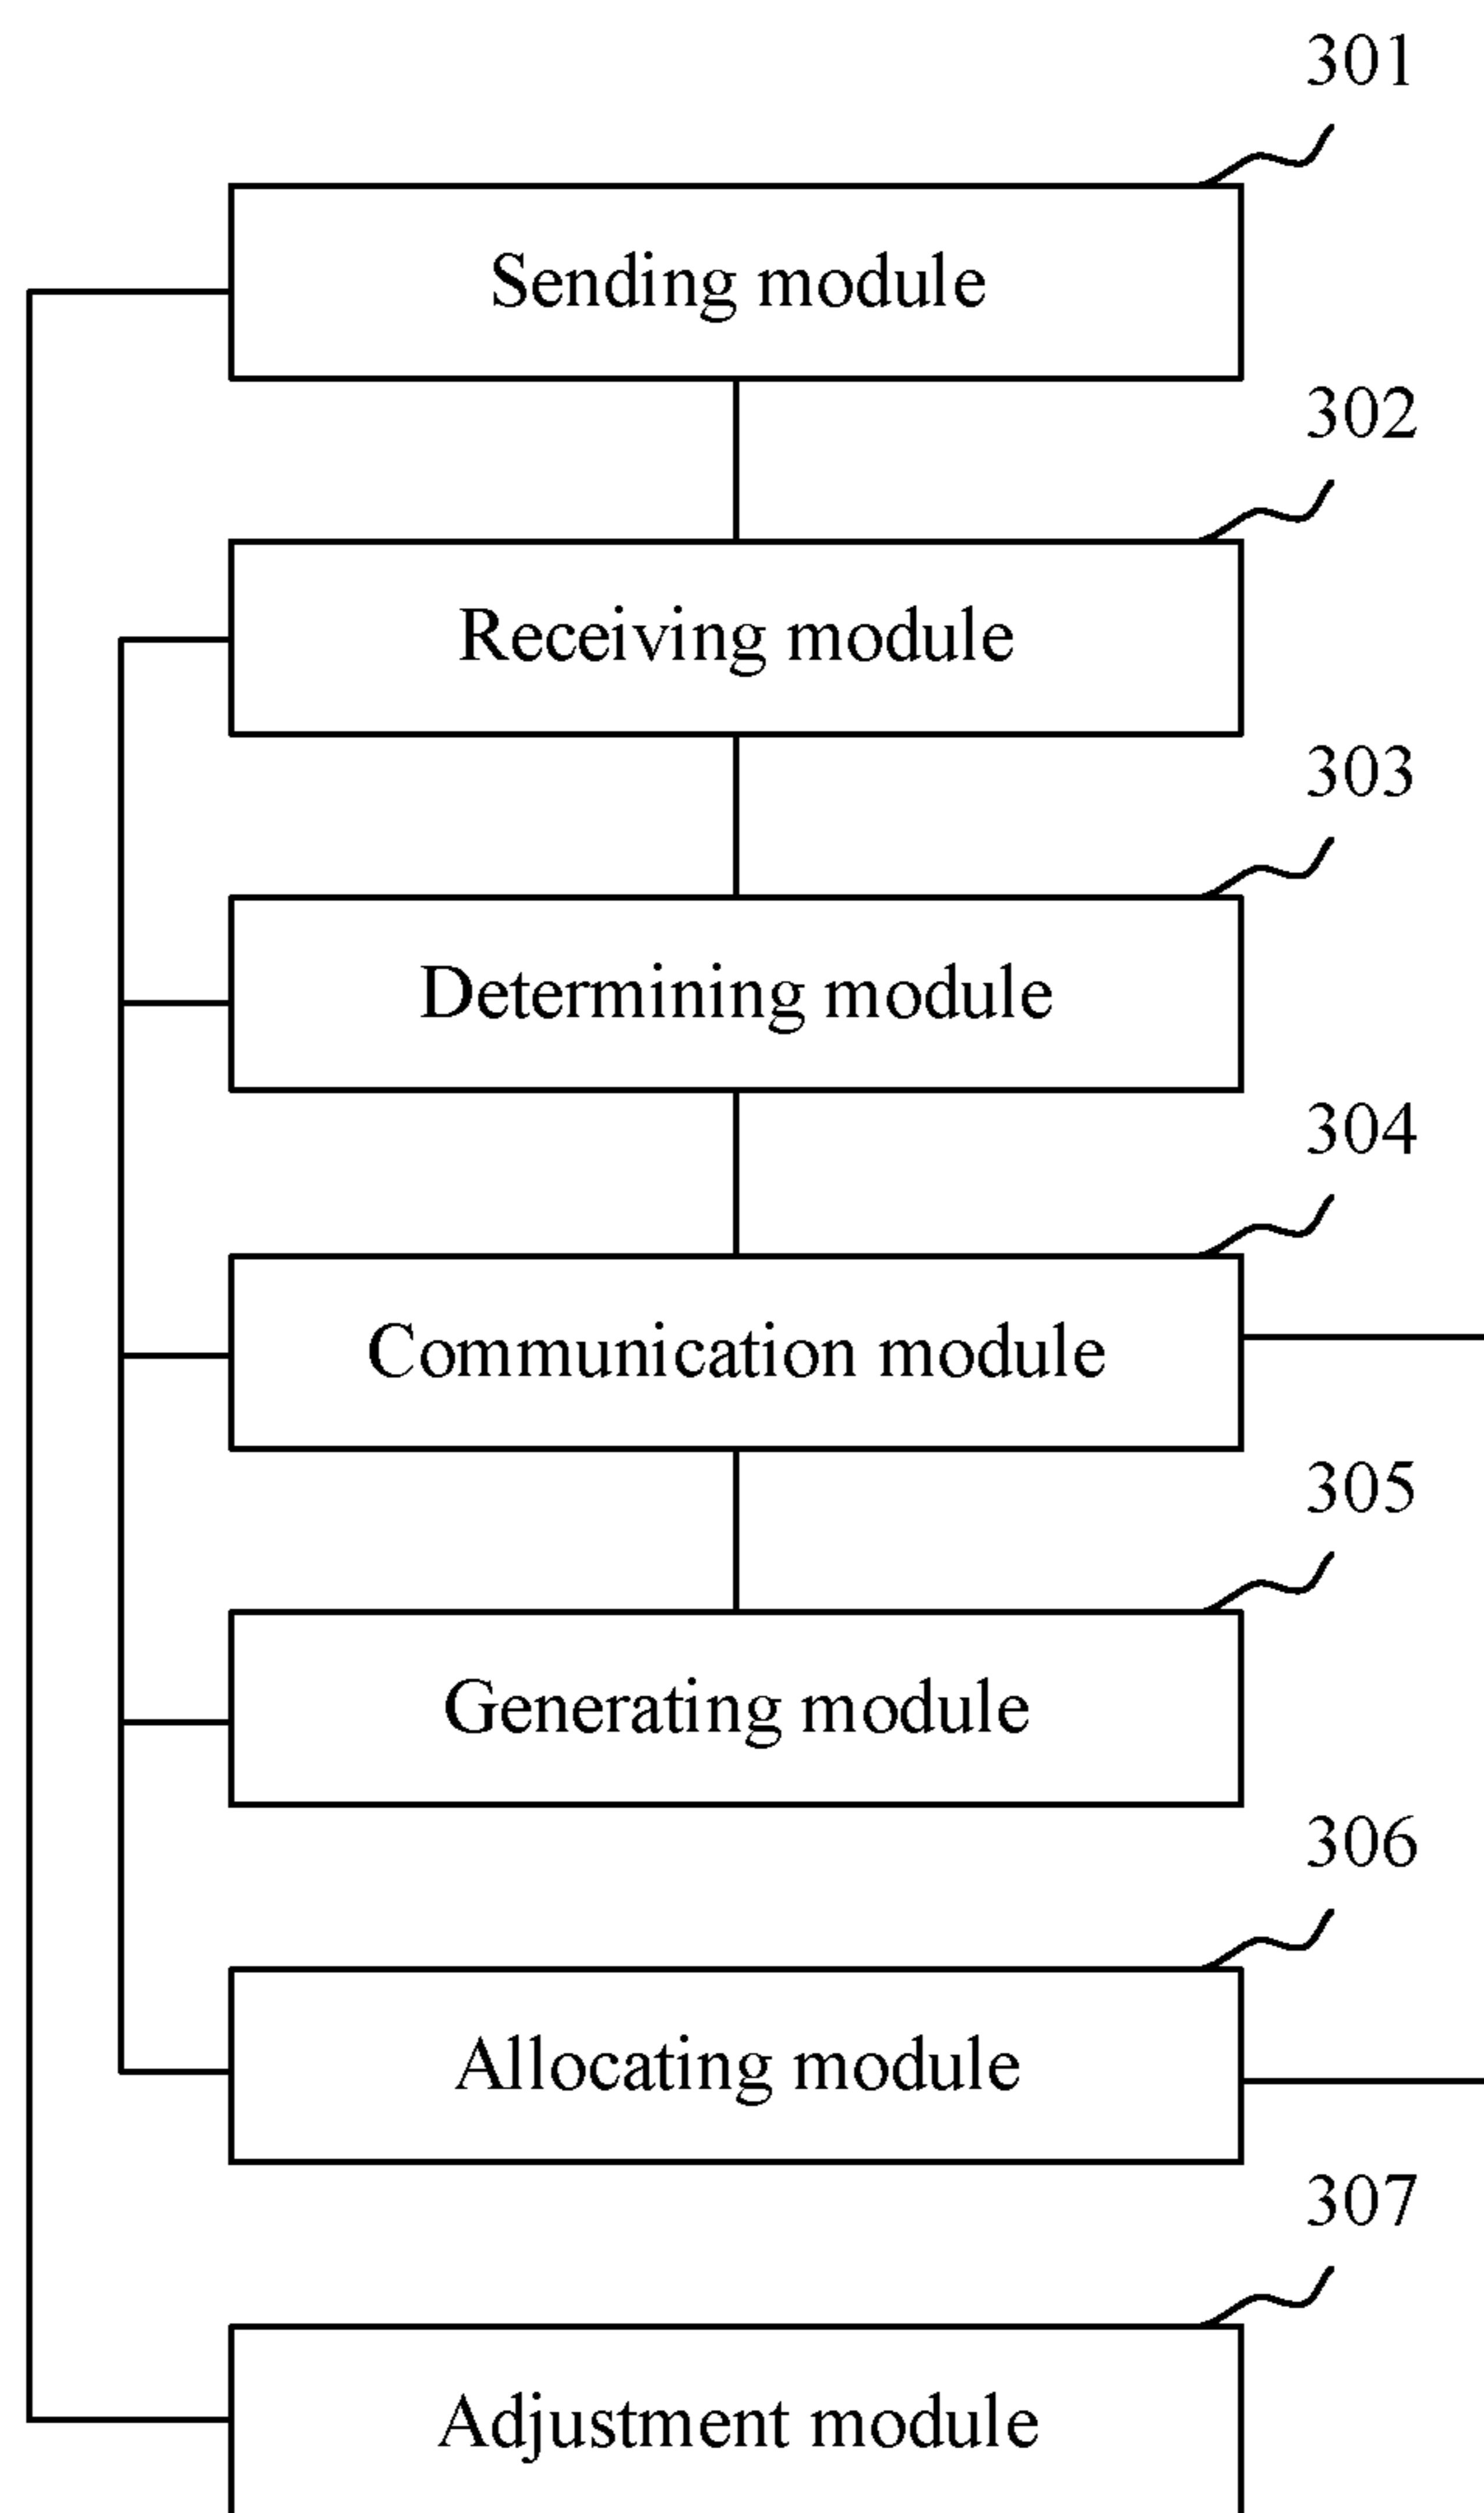 301
Sending module
302
Receiving module
303
Determining module
304
Communication module
305
Generating module
306
Allocating module
307
Adjustment module